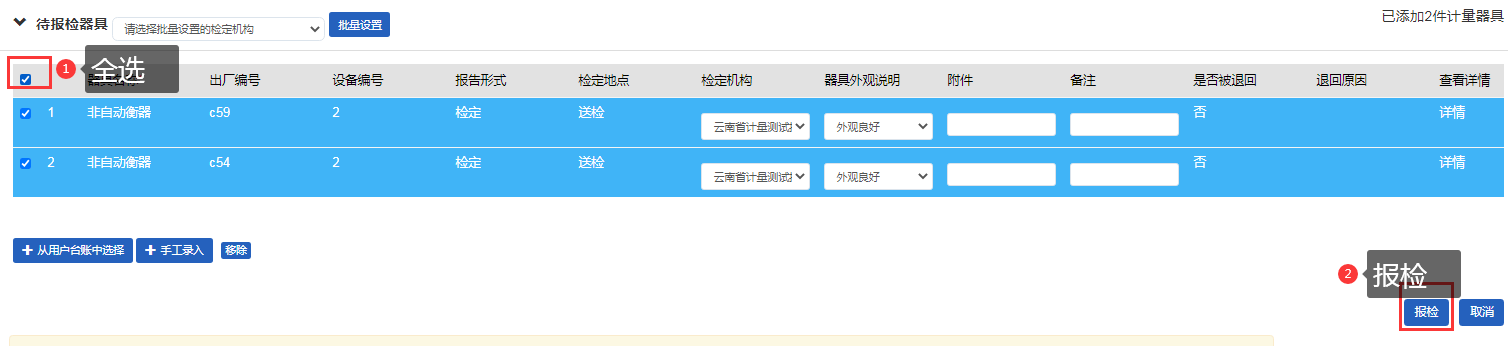 待报检器具 请选择批量设置的检定机构 批量设置 已添加2件计量器具
1 全选
出厂编号 设备编号 报告形式 检定地点 检定机构 器具外观说明 附件 备注 是否被退回 退回原因 查看详情
1 非自动衡器 c59 2 检定 送检 云南省计量测试 外观良好 否 详情
2 非自动衡器 c54 2 检定 送检 云南省计量测试 外观良好 否 详情
从用户台账中选择 手工录入 移除
2 报检
报检 取消